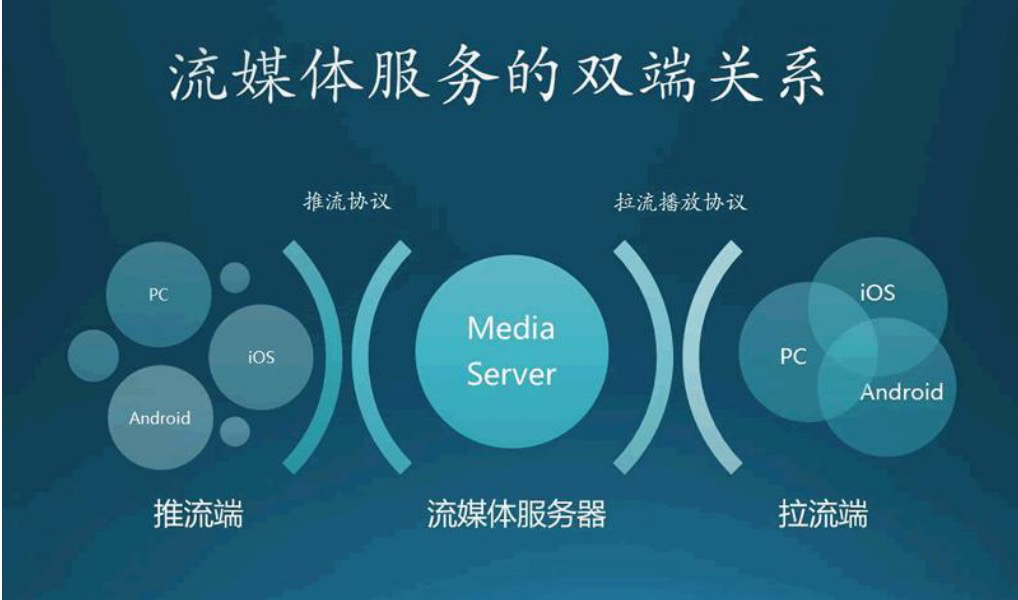 流媒体服务的双端关系
推流协议
拉流播放协议
PC
iOS
Android
Media
Server
iOS
PC
Android
推流端
流媒体服务器
拉流端